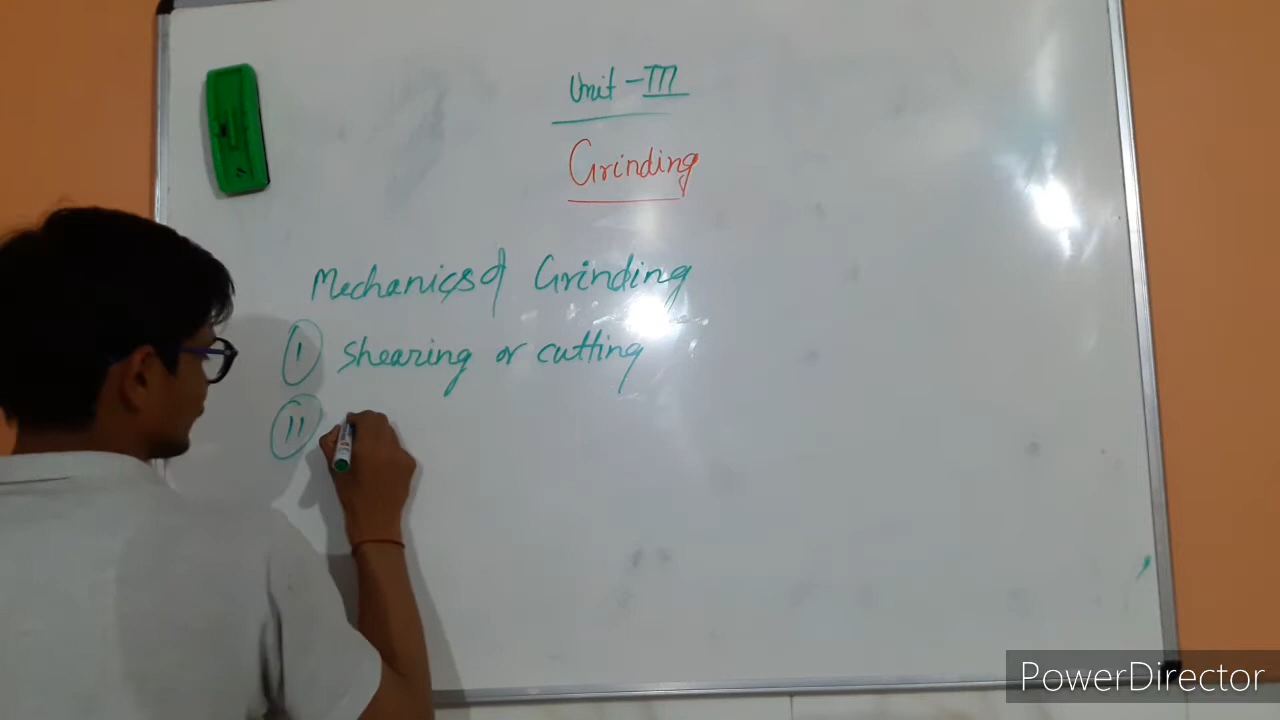 Unit - III
Grinding
Mechanics of Grinding
(I) Shearing or cutting
(II)
PowerDirector